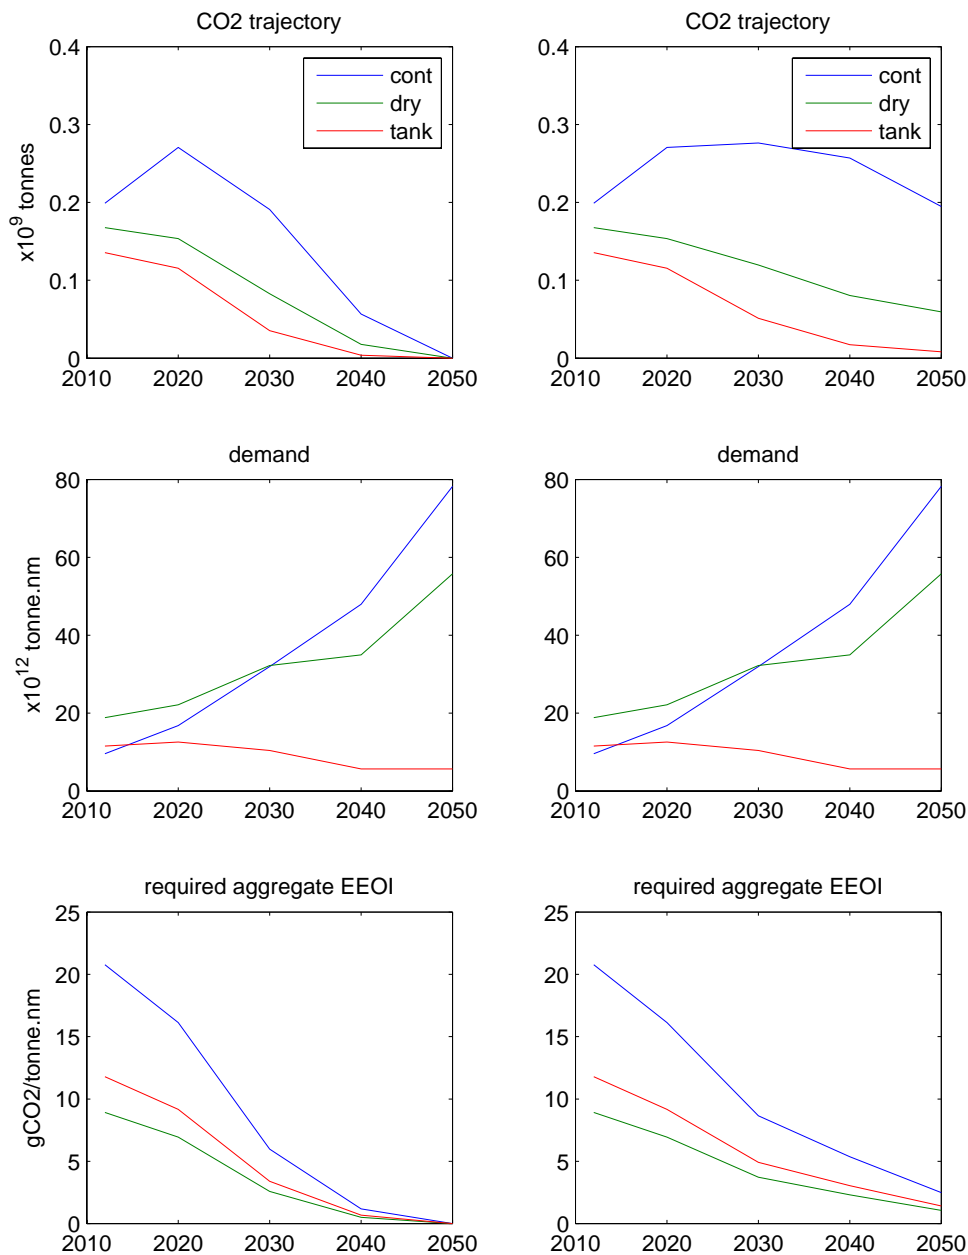 CO2 trajectory
CO2 trajectory
0.4
0.3
0.2
0.1
0
x10^9 tonnes
cont
dry
tank
2010 2020 2030 2040 2050
0.4
0.3
0.2
0.1
0
cont
dry
tank
2010 2020 2030 2040 2050
demand
demand
80
60
40
20
0
x10^12 tonne.nm
2010 2020 2030 2040 2050
80
60
40
20
0
2010 2020 2030 2040 2050
required aggregate EEOI
required aggregate EEOI
25
20
15
10
5
0
gCO2/tonne.nm
2010 2020 2030 2040 2050
25
20
15
10
5
0
2010 2020 2030 2040 2050